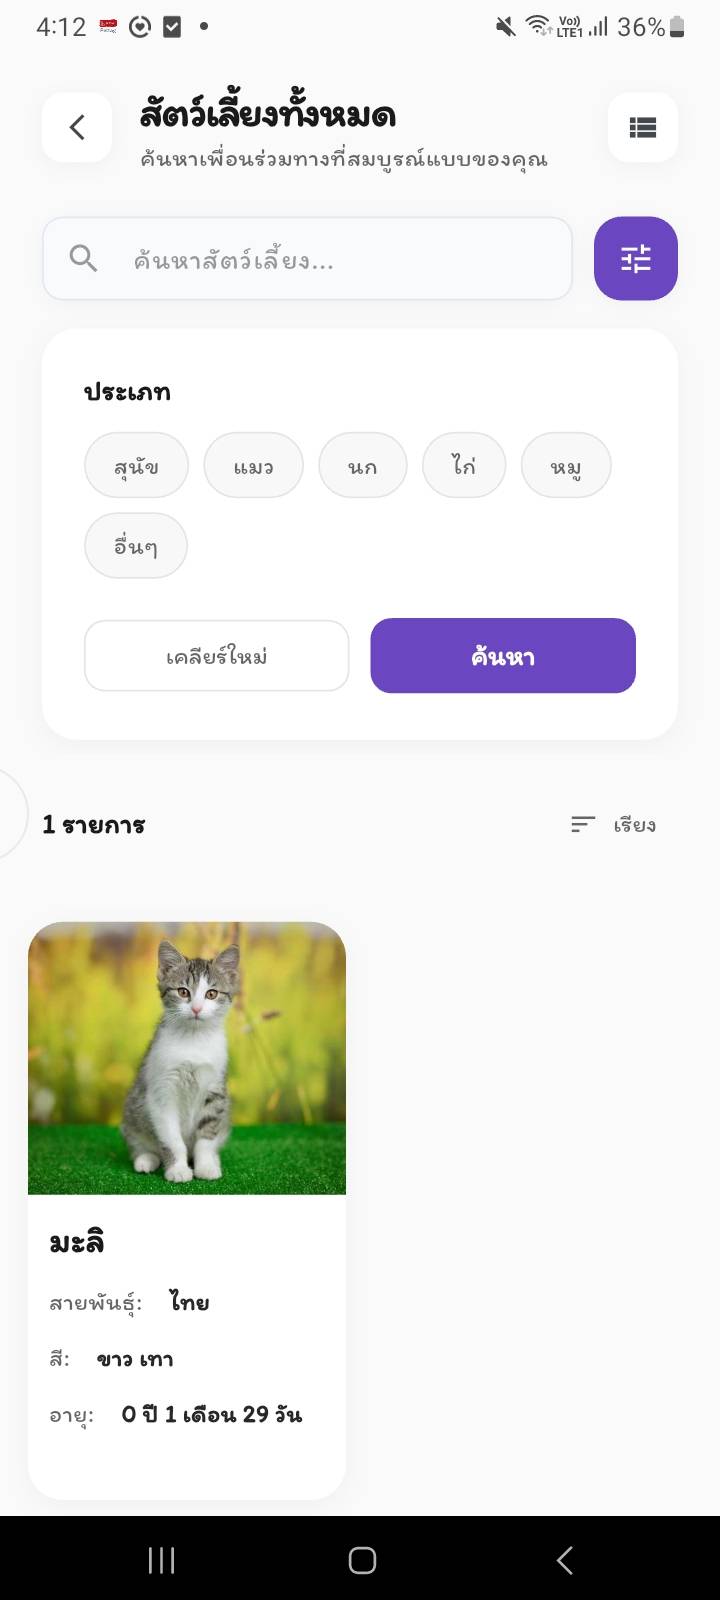 4:12
Vo))
LTE1
36%
สัตว์เลี้ยงทั้งหมด
ค้นหาเพื่อนร่วมทางที่สมบูรณ์แบบของคุณ
ค้นหาสัตว์เลี้ยง...
ประเภท
สุนัข แมว นก ไก่ หมู
อื่นๆ
เคลียร์ใหม่ ค้นหา
1 รายการ เรียง
มะลิ
สายพันธุ์: ไทย
สี: ขาว เทา
อายุ: 0 ปี 1 เดือน 29 วัน